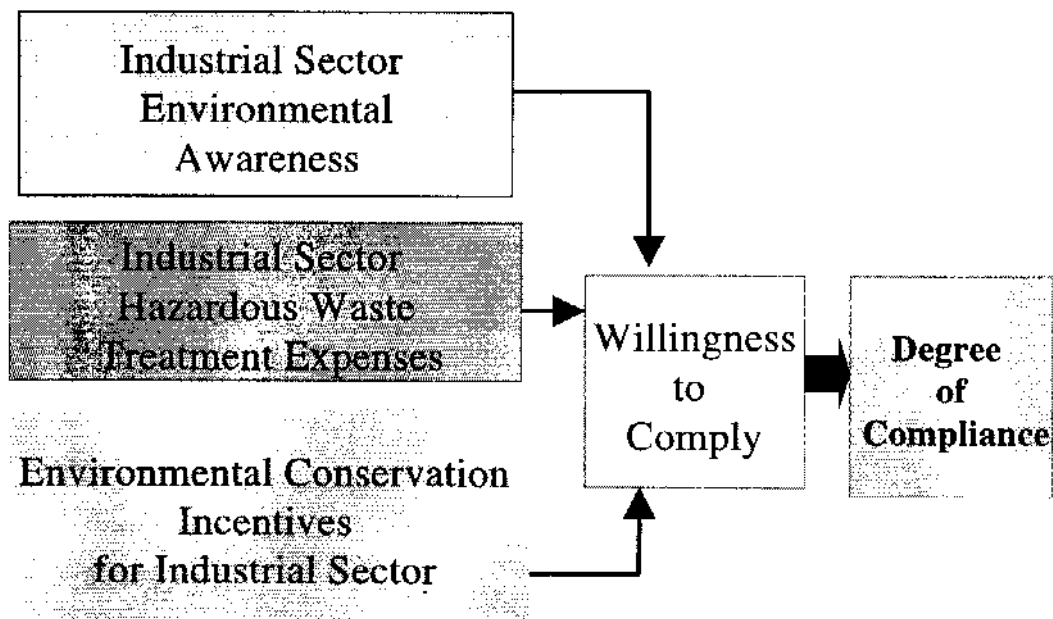 Industrial Sector
Environmental
Awareness
Industrial Sector
Hazardous Waste
Treatment Expenses
Environmental Conservation
Incentives
for Industrial Sector
Willingness
to
Comply
Degree
of
Compliance